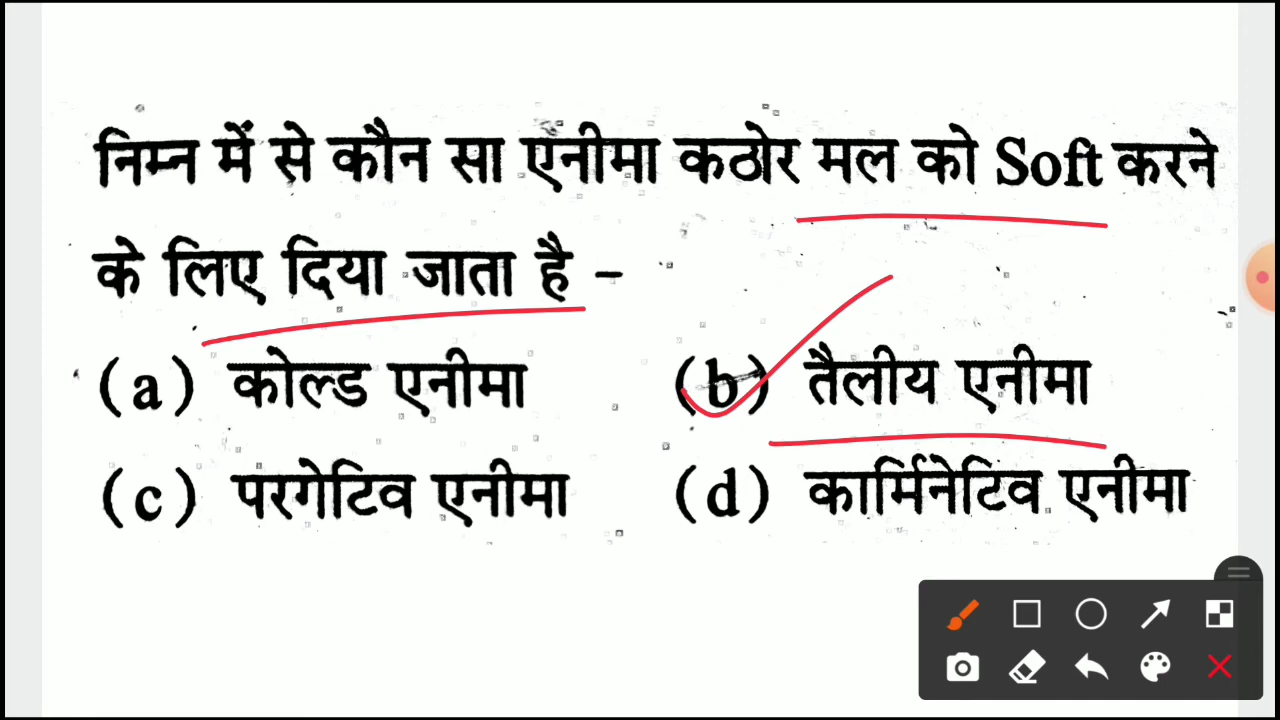 निम्न में से कौन सा एनीमा कठोर मल को Soft करने
के लिए दिया जाता है –
(a) कोल्ड एनीमा (b) तैलीय एनीमा
(c) परगेटिव एनीमा (d) कार्मिनेटिव एनीमा